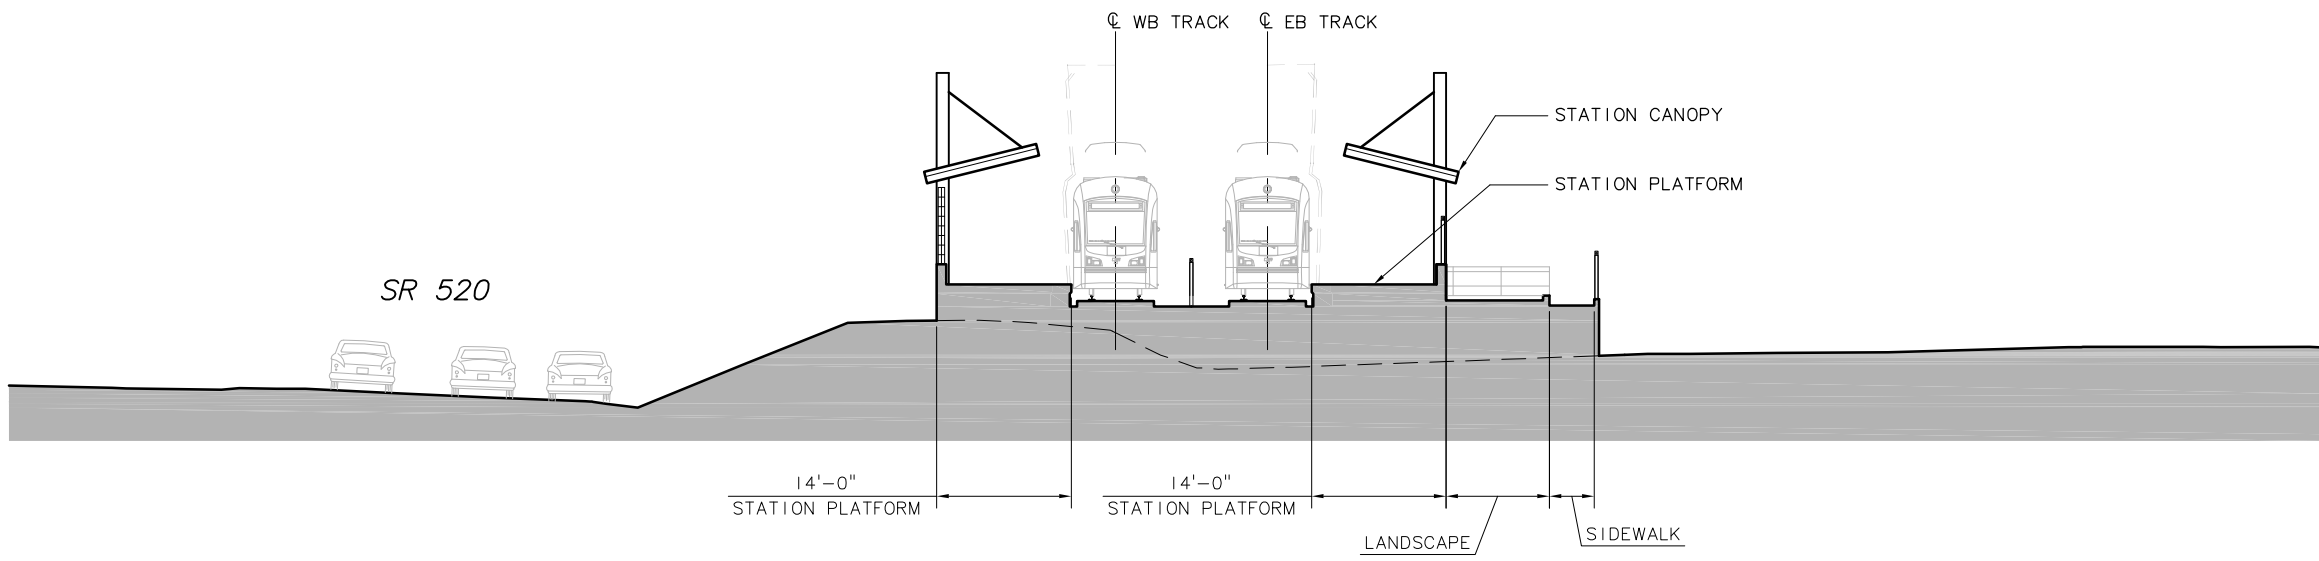 ℄ WB TRACK
℄ EB TRACK
STATION CANOPY
STATION PLATFORM
SR 520
14'-0"
STATION PLATFORM
14'-0"
STATION PLATFORM
LANDSCAPE
SIDEWALK